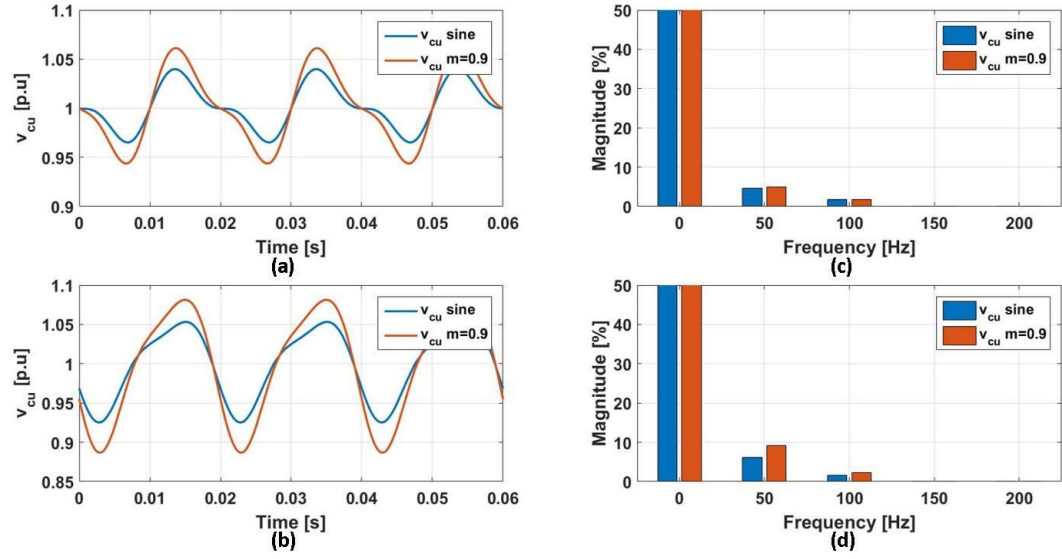 1.1
1.05
1
0.95
0.9
v_cu [p.u]
v_cu sine
v_cu m=0.9
0 0.01 0.02 0.03 0.04 0.05 0.06
Time [s]
(a)
50
40
30
20
10
0
Magnitude [%]
v_cu sine
v_cu m=0.9
0 50 100 150 200
Frequency [Hz]
(c)
1.1
1.05
1
0.95
0.9
0.85
v_cu [p.u]
v_cu sine
v_cu m=0.9
0 0.01 0.02 0.03 0.04 0.05 0.06
Time [s]
(b)
50
40
30
20
10
0
Magnitude [%]
v_cu sine
v_cu m=0.9
0 50 100 150 200
Frequency [Hz]
(d)